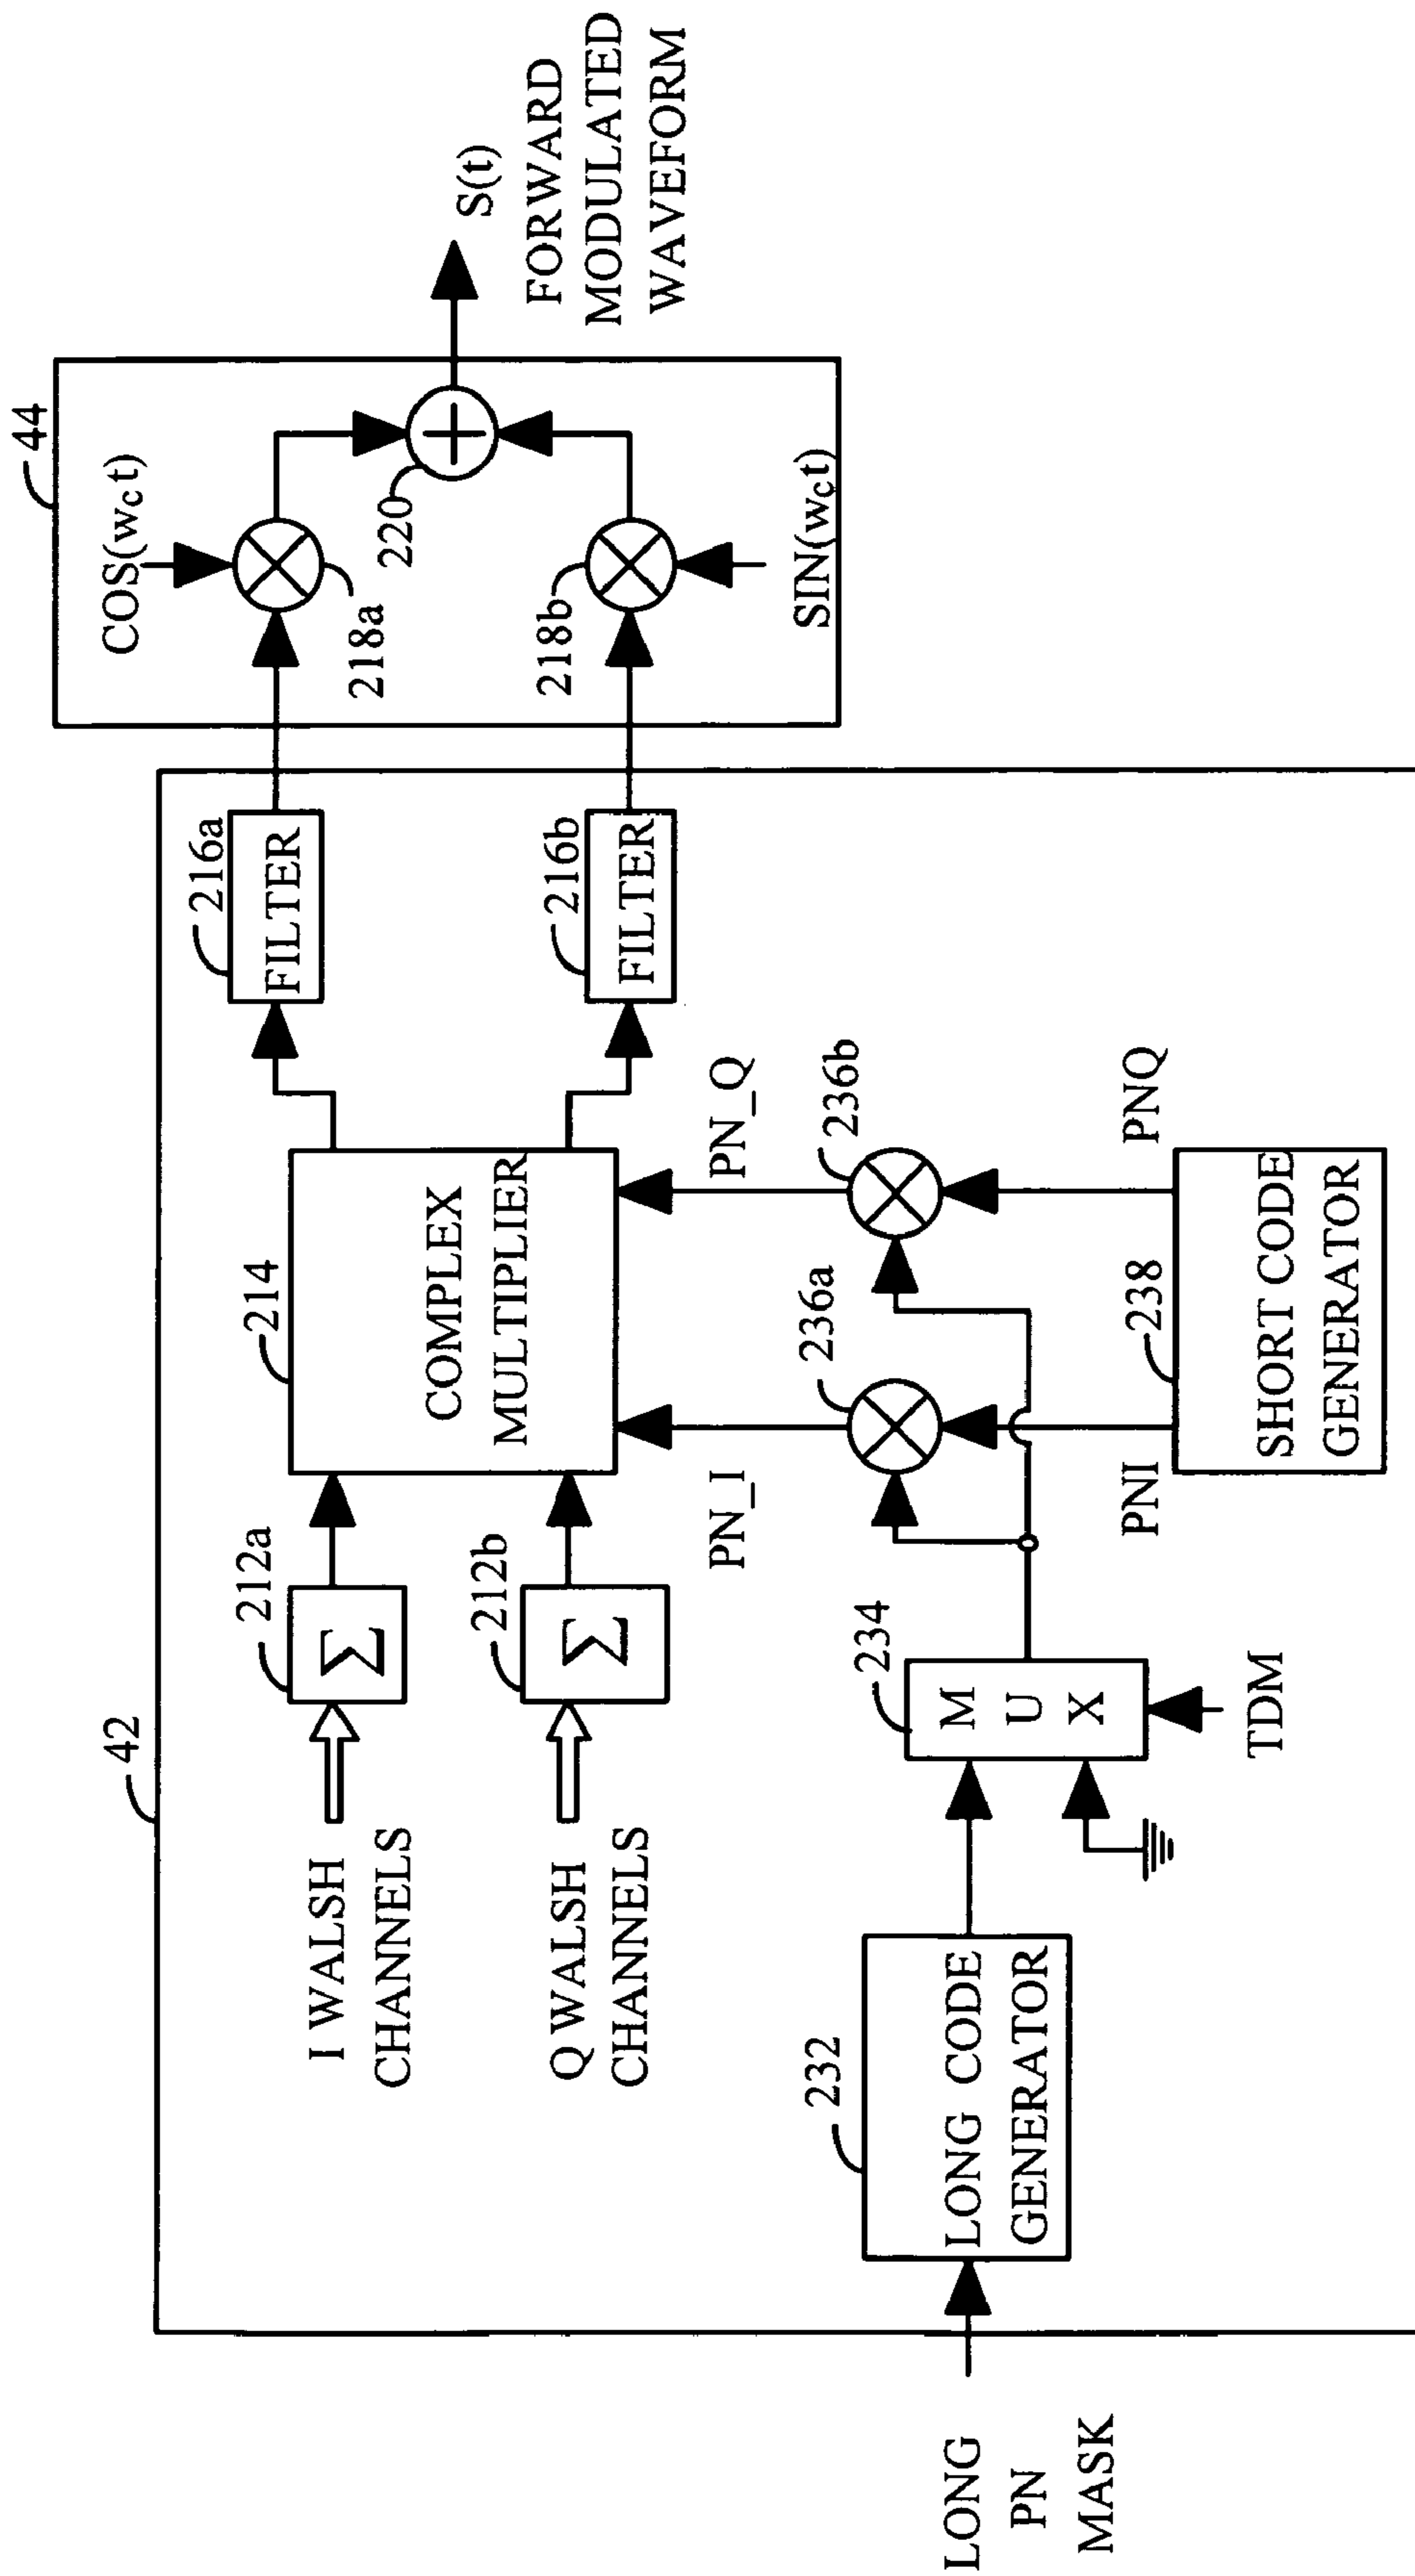 44
COS(wc t)
218a
220
218b
SIN(wc t)
S(t)
FORWARD
MODULATED
WAVEFORM
42
I WALSH
CHANNELS
212a
Σ
Q WALSH
CHANNELS
212b
Σ
214
COMPLEX
MULTIPLIER
216a
FILTER
216b
FILTER
PN_I
PN_Q
236a
236b
LONG
PN
MASK
232
LONG CODE
GENERATOR
234
M
U
X
TDM
PNI
PNQ
238
SHORT CODE
GENERATOR